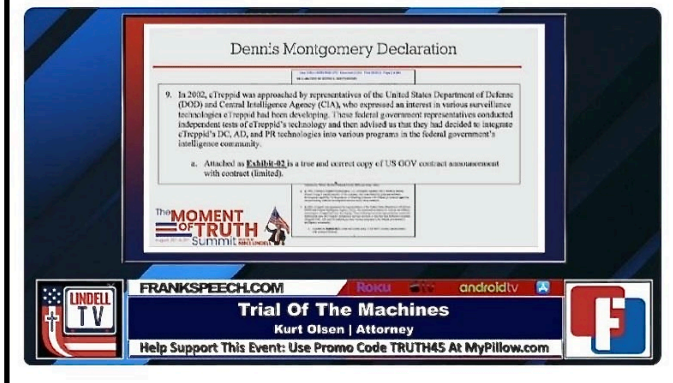 Dennis Montgomery Declaration
9. In 2002, eTreppid was approached by representatives of the United States Department of Defense
(DOD) and Central Intelligence Agency (CIA), who expressed an interest in various surveillance
technologies eTreppid had been developing. These federal government representatives conducted
independent tests of eTreppid's technology and then advised us that they had decided to integrate
eTreppid's DC, AD, and PR technologies into various programs in the federal government's
intelligence community.
a. Attached as Exhibit-02 is a true and correct copy of US GOV contract announcement
with contract (limited).
The MOMENT
OF TRUTH
Summit
MIKE LINDELL
LINDELL
TV
FRANKSPEECH.COM
ROKU tv androidtv
Trial Of The Machines
Kurt Olsen | Attorney
Help Support This Event: Use Promo Code TRUTH45 At MyPillow.com
F